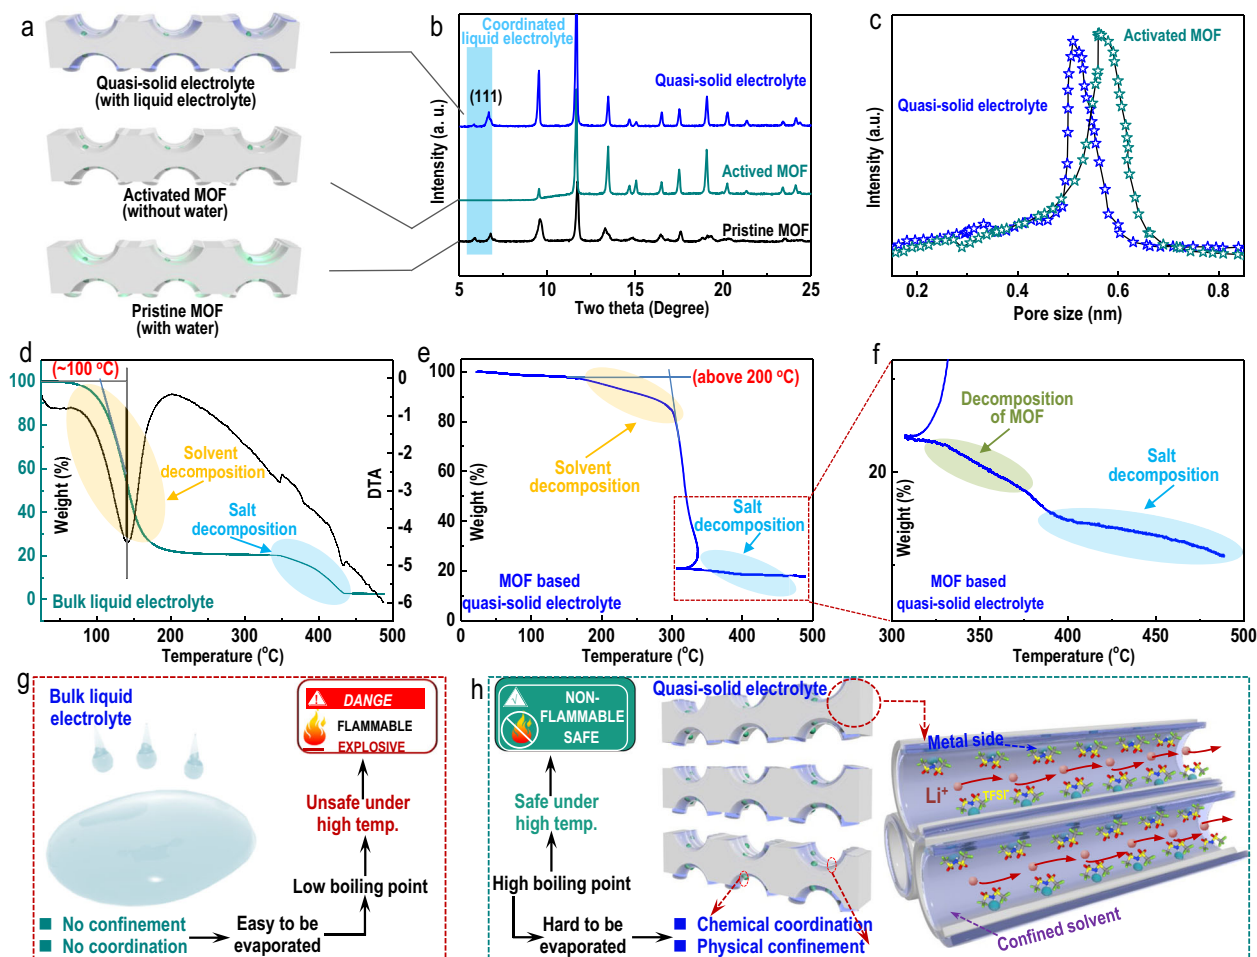 a
Quasi-solid electrolyte
(with liquid electrolyte)
Activated MOF
(without water)
Pristine MOF
(with water)
b
Coordinated
liquid electrolyte
(111)
Quasi-solid electrolyte
Actived MOF
Pristine MOF
Intensity (a. u.)
5 10 15 20 25
Two theta (Degree)
c
Activated MOF
Quasi-solid electrolyte
Intensity (a.u.)
0.2 0.4 0.6 0.8
Pore size (nm)
d
(~100 °C)
100
80
60
40
20
0
Weight (%)
Solvent
decomposition
Salt
decomposition
Bulk liquid electrolyte
0
-1
-2
-3
-4
-5
-6
DTA
100 200 300 400 500
Temperature (°C)
e
100
80
60
40
20
0
Weight (%)
(above 200 °C)
Solvent
decomposition
Salt
decomposition
MOF based
quasi-solid electrolyte
0 100 200 300 400 500
Temperature (°C)
f
20
Weight (%)
Decomposition
of MOF
Salt
decomposition
MOF based
quasi-solid electrolyte
300 350 400 450 500
Temperature (°C)
g
Bulk liquid
electrolyte
DANGE
FLAMMABLE
EXPLOSIVE
Unsafe under
high temp.
Low boiling point
No confinement
No coordination
Easy to be
evaporated
h
NON-
FLAMMABLE
SAFE
Safe under
high temp.
High boiling point
Hard to be
evaporated
Quasi-solid electrolyte
Chemical coordination
Physical confinement
Metal side
Li+
TFSI-
Confined solvent